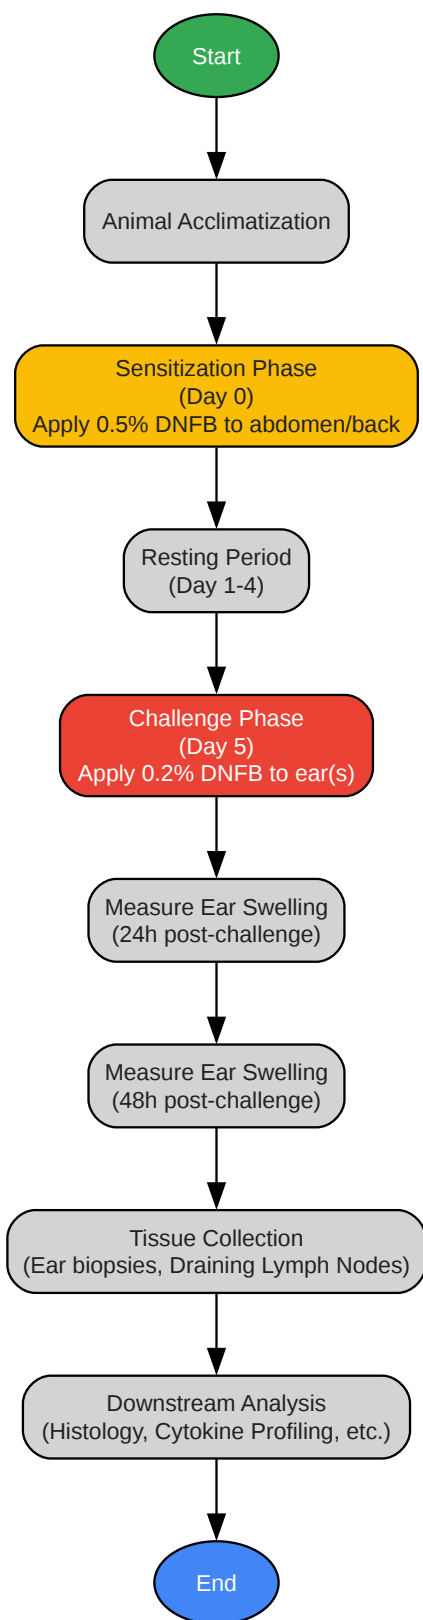 Start
Animal Acclimatization
Sensitization Phase
(Day 0)
Apply 0.5% DNFB to abdomen/back
Resting Period
(Day 1-4)
Challenge Phase
(Day 5)
Apply 0.2% DNFB to ear(s)
Measure Ear Swelling
(24h post-challenge)
Measure Ear Swelling
(48h post-challenge)
Tissue Collection
(Ear biopsies, Draining Lymph Nodes)
Downstream Analysis
(Histology, Cytokine Profiling, etc.)
End